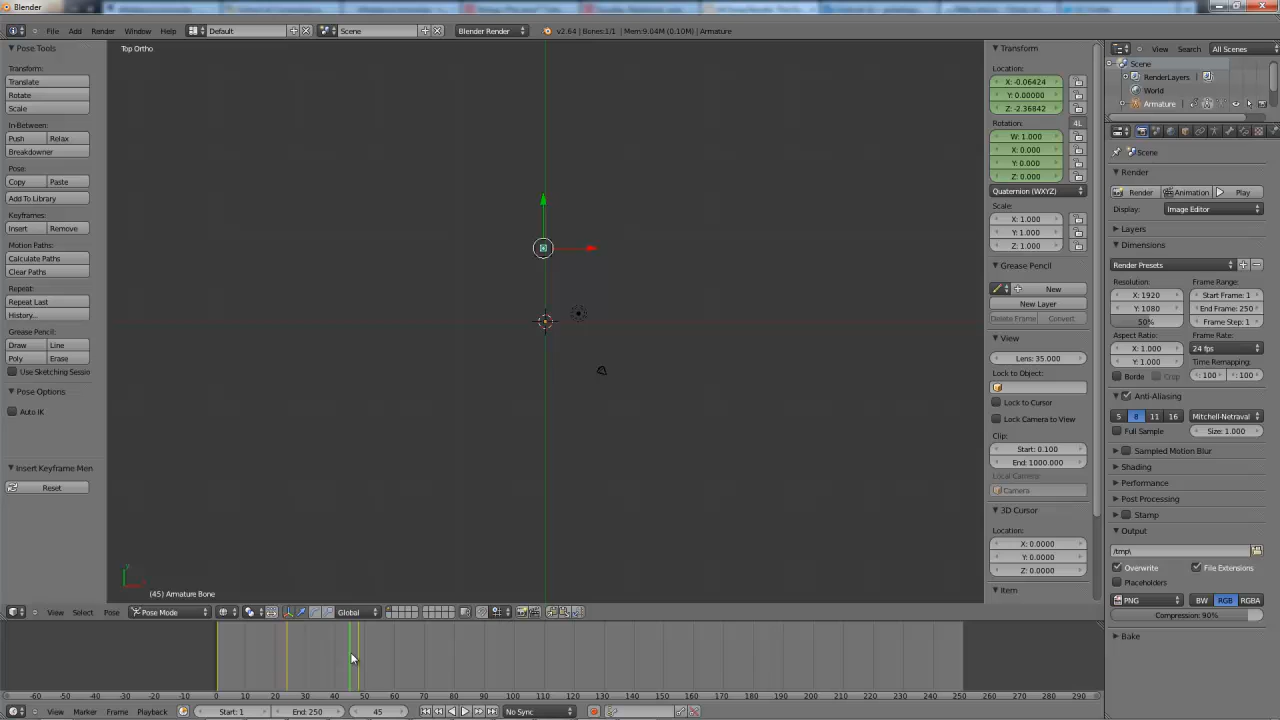 Blender
File Add Render Window Help Default Scene Blender Render v2.64 | Bones:1/1 | Mem:9.04M (0.10M) | Armature View Search All Scenes
Pose Tools
Transform:
Translate
Rotate
Scale
In-Between:
Push Relax
Breakdowner
Pose:
Copy Paste
Add To Library
Keyframes:
Insert Remove
Motion Paths:
Calculate Paths
Clear Paths
Repeat:
Repeat Last
History...
Grease Pencil:
Draw Line
Poly Erase
Use Sketching Sessio
Pose Options
Auto IK
Insert Keyframe Men
Reset
Top Ortho
(45) Armature Bone
Transform
Location:
X: -0.06424
Y: 0.00000
Z: -2.36842
Rotation: 4L
W: 1.000
X: 0.000
Y: 0.000
Z: 0.000
Quaternion (WXYZ)
Scale:
X: 1.000
Y: 1.000
Z: 1.000
Grease Pencil
New
New Layer
Delete Frame Convert
View
Lens: 35.000
Lock to Object:
Lock to Cursor
Lock Camera to View
Clip:
Start: 0.100
End: 1000.000
Local Camera:
Camera
3D Cursor
Location:
X: 0.0000
Y: 0.0000
Z: 0.0000
Item
Scene
RenderLayers
World
Armature
Scene
Render
Render Animation Play
Display: Image Editor
Layers
Dimensions
Render Presets
Resolution: Frame Range:
X: 1920 Start Frame: 1
Y: 1080 End Frame: 250
50% Frame Step: 1
Aspect Ratio: Frame Rate:
X: 1.000 24 fps
Y: 1.000 Time Remapping:
Borde Crop : 100 : 100
Anti-Aliasing
5 8 11 16 Mitchell-Netraval
Full Sample Size: 1.000
Sampled Motion Blur
Shading
Performance
Post Processing
Stamp
Output
/tmp\
Overwrite File Extensions
Placeholders
PNG BW RGB RGBA
Compression: 90%
Bake
View Select Pose Pose Mode Global
-60 -50 -40 -30 -20 -10 0 10 20 30 40 50 60 70 80 90 100 110 120 130 140 150 160 170 180 190 200 210 220 230 240 250 260 270 280 290
View Marker Frame Playback Start: 1 End: 250 45 No Sync